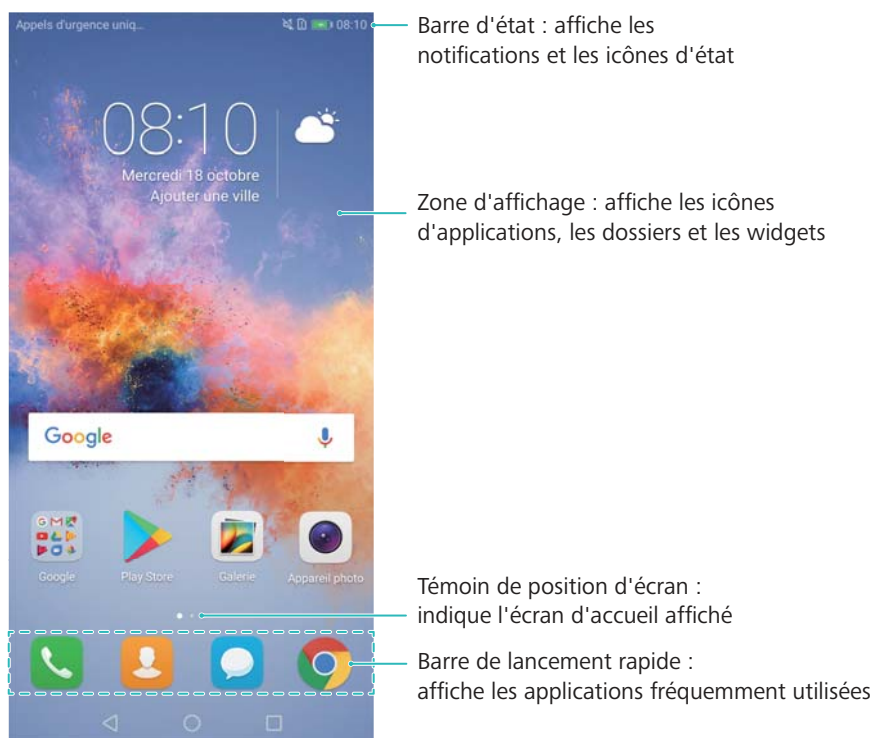 Appels d'urgence uniq...
08:10
Barre d'état : affiche les
notifications et les icônes d'état
08:10
Mercredi 18 octobre
Ajouter une ville
Zone d'affichage : affiche les icônes
d'applications, les dossiers et les widgets
Google
Google
Play Store
Galerie
Appareil photo
Témoin de position d'écran :
indique l'écran d'accueil affiché
Barre de lancement rapide :
affiche les applications fréquemment utilisées